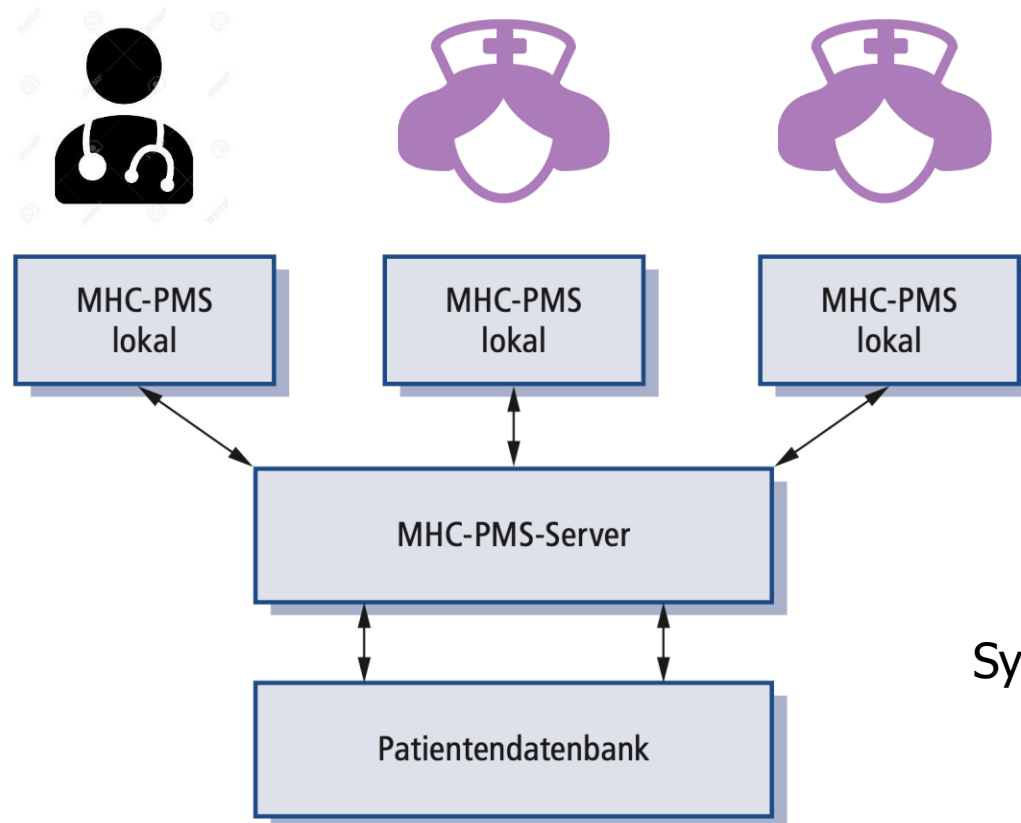 MHC-PMS
lokal
MHC-PMS
lokal
MHC-PMS
lokal
MHC-PMS-Server
Sy
Patientendatenbank